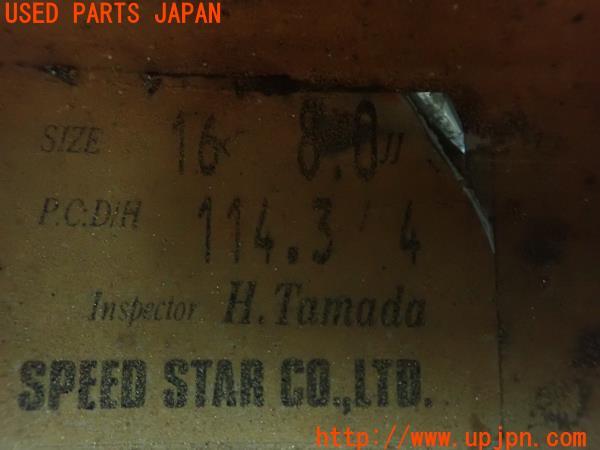 USED PARTS JAPAN
SIZE 16× 8.0"
P.C.D/H 114.3 / 4
Inspector H.Tamada
SPEED STAR CO.,LTD.
http://www.upjpn.com